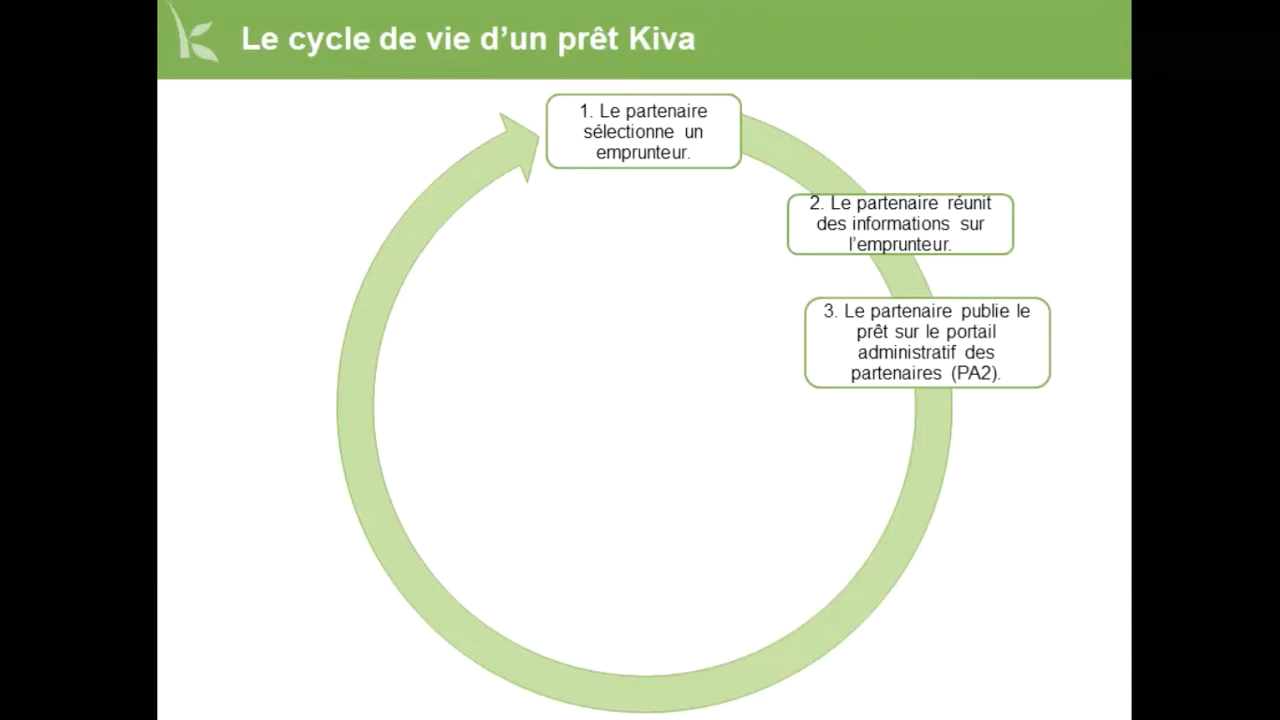 Le cycle de vie d’un prêt Kiva
1. Le partenaire
sélectionne un
emprunteur.
2. Le partenaire réunit
des informations sur
l’emprunteur.
3. Le partenaire publie le
prêt sur le portail
administratif des
partenaires (PA2).